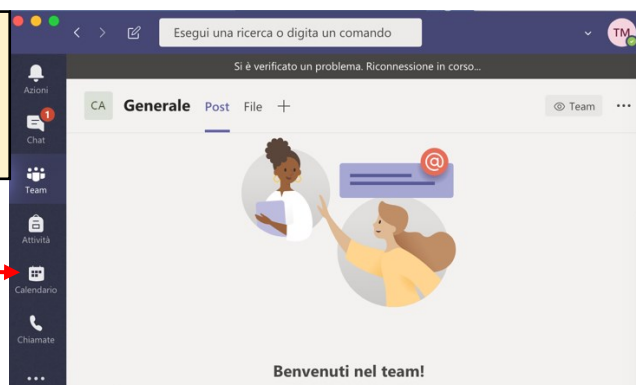 Esegui una ricerca o digita un comando
TM
Si è verificato un problema. Riconnessione in corso...
Azioni
CA Generale Post File + Team ...
1
Chat
@
Team
Attività
Calendario
Chiamate
...
Benvenuti nel team!